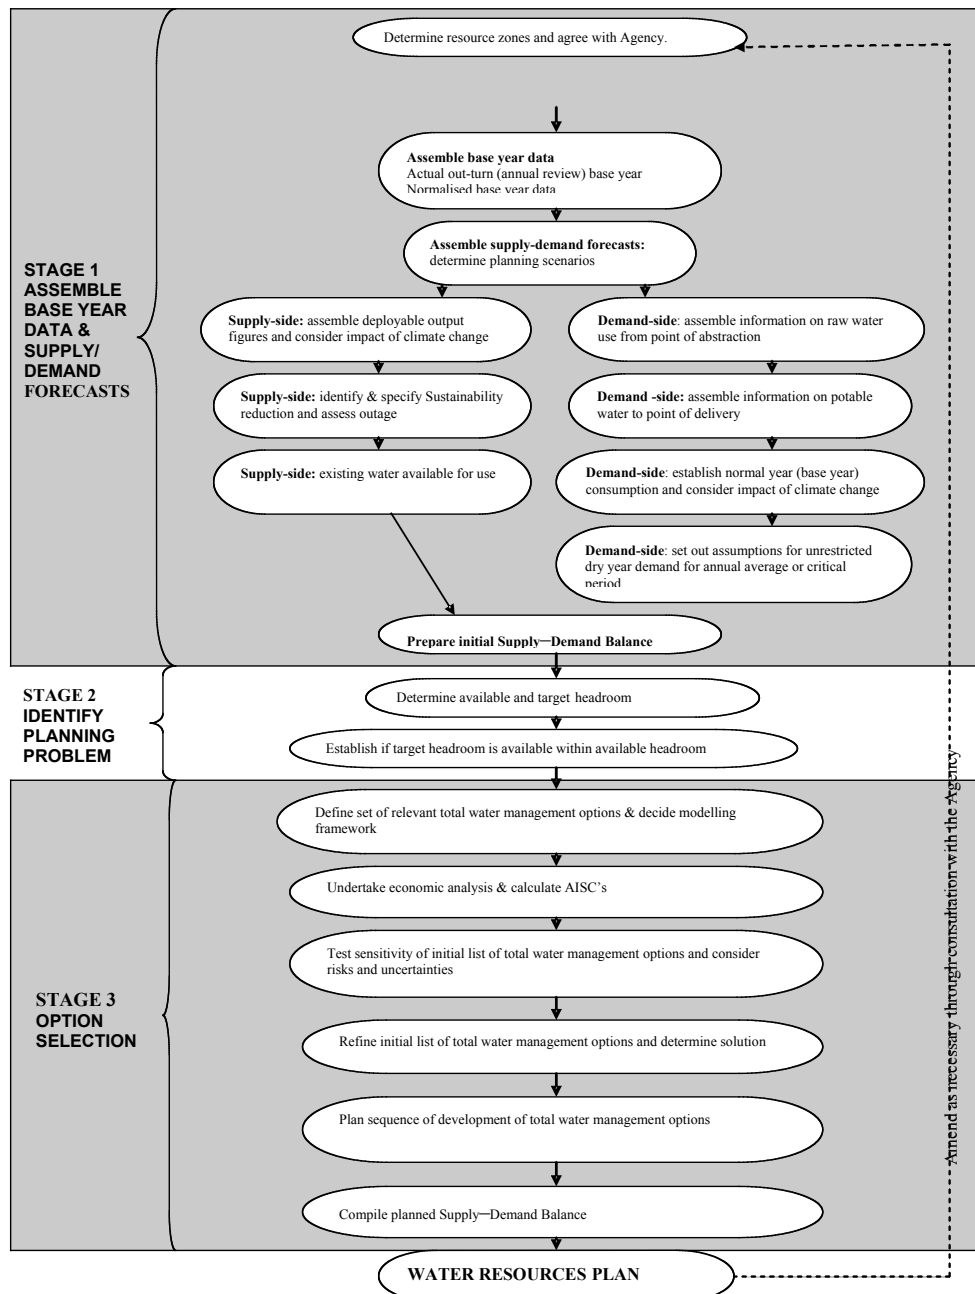 Determine resource zones and agree with Agency.
Assemble base year data
Actual out-turn (annual review) base year
Normalised base year data
Assemble supply-demand forecasts:
determine planning scenarios
STAGE 1
ASSEMBLE
BASE YEAR
DATA &
SUPPLY/
DEMAND
FORECASTS
Supply-side: assemble deployable output
figures and consider impact of climate change
Supply-side: identify & specify Sustainability
reduction and assess outage
Supply-side: existing water available for use
Demand-side: assemble information on raw water
use from point of abstraction
Demand -side: assemble information on potable
water to point of delivery
Demand-side: establish normal year (base year)
consumption and consider impact of climate change
Demand-side: set out assumptions for unrestricted
dry year demand for annual average or critical
period
Prepare initial Supply—Demand Balance
STAGE 2
IDENTIFY
PLANNING
PROBLEM
Determine available and target headroom
Establish if target headroom is available within available headroom
STAGE 3
OPTION
SELECTION
Define set of relevant total water management options & decide modelling
framework
Undertake economic analysis & calculate AISC's
Test sensitivity of initial list of total water management options and consider
risks and uncertainties
Refine initial list of total water management options and determine solution
Plan sequence of development of total water management options
Compile planned Supply—Demand Balance
WATER RESOURCES PLAN
Amend as necessary through consultation with the Agency